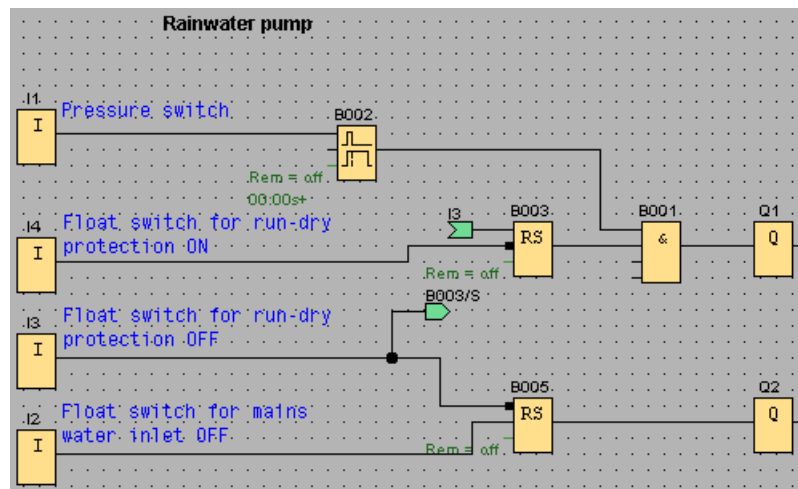 Rainwater pump
I1
Pressure switch
I
B002
Rem = off
00:00s+
I4
Float switch for run-dry
protection ON
I
I3
B003
RS
Rem = off
B001
&
Q1
Q
B003/S
I3
Float switch for run-dry
protection OFF
I
I2
Float switch for mains
water inlet OFF
I
B005
RS
Rem = off
Q2
Q